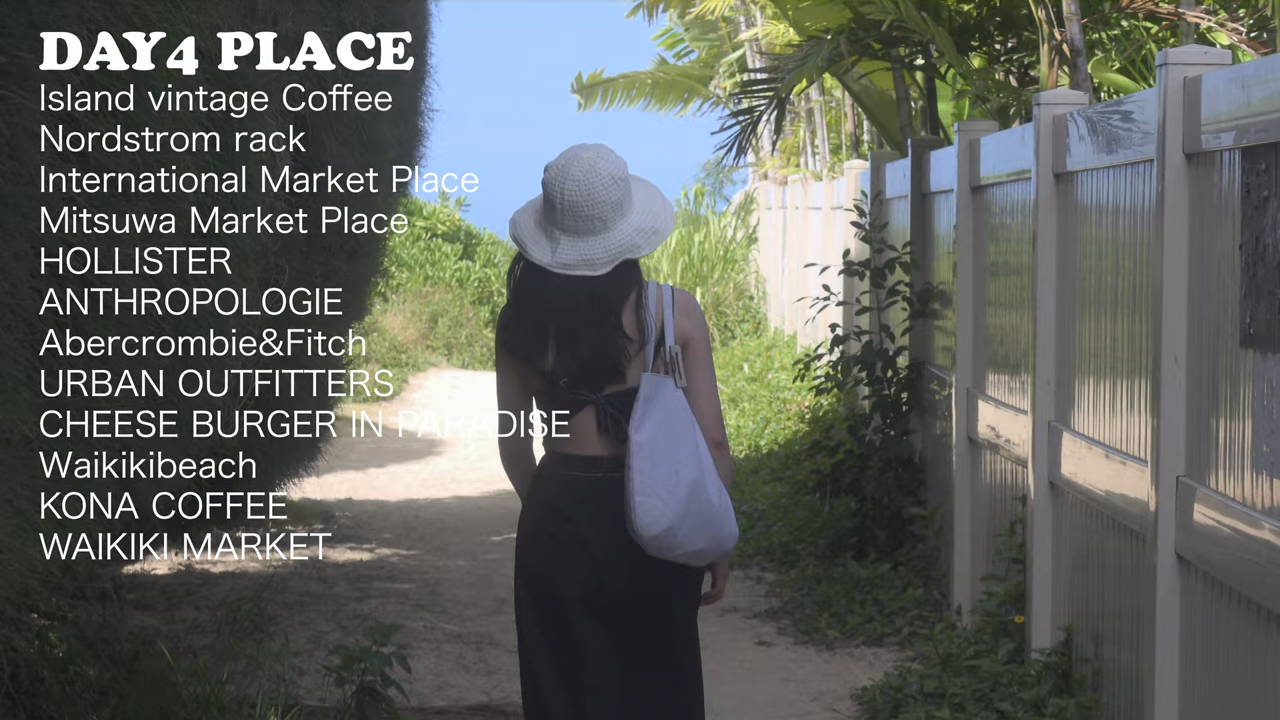 DAY4 PLACE
Island vintage Coffee
Nordstrom rack
International Market Place
Mitsuwa Market Place
HOLLISTER
ANTHROPOLOGIE
Abercrombie&Fitch
URBAN OUTFITTERS
CHEESE BURGER IN PARADISE
Waikikibeach
KONA COFFEE
WAIKIKI MARKET